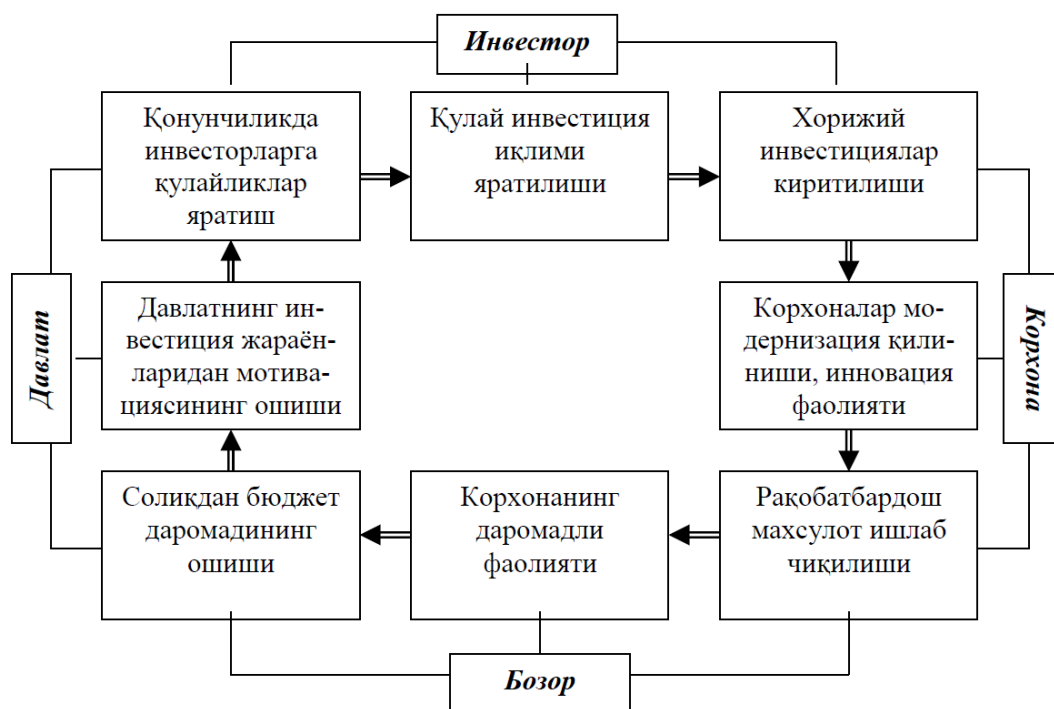 Инвестор
Қонунчиликда
инвесторларга
қулайликлар
яратиш
Қулай инвестиция
иқлими
яратилиши
Хорижий
инвестициялар
киритилиши
Давлат
Давлатнинг ин-
вестиция жараён-
ларидан мотива-
циясининг ошиши
Корхоналар мо-
дернизация қили-
ниши, инновация
фаолияти
Корхона
Солиқдан бюджет
даромадининг
ошиши
Корхонанинг
даромадли
фаолияти
Рақобатбардош
махсулот ишлаб
чиқилиши
Бозор